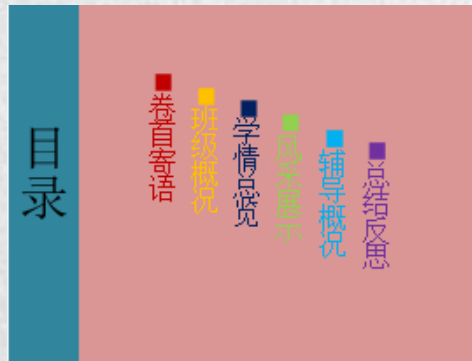 目录
卷首寄语
班级概况
学情总览
风采展示
辅导概况
总结反思